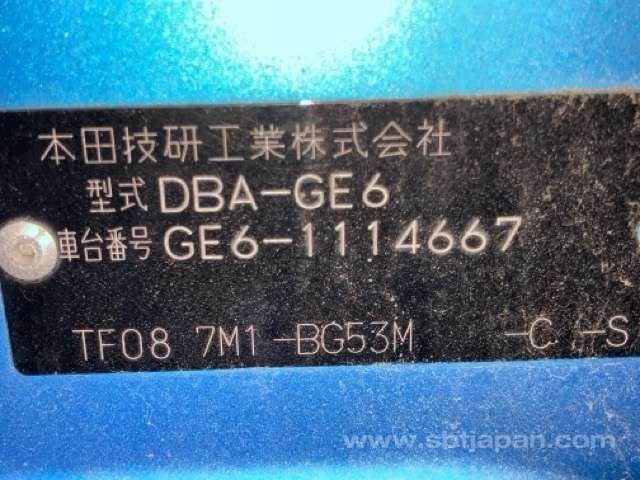 本田技研工業株式会社
型式 DBA-GE6
車台番号 GE6-1114667
TF08 7M1 -BG53M -C -S
www.sbtjapan.com